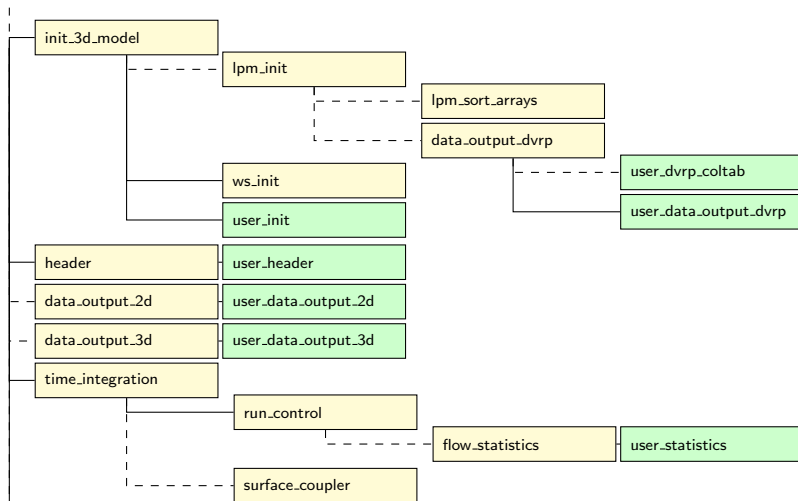 init_3d_model
lpm_init
lpm_sort_arrays
data_output_dvrp
user_dvrp_coltab
ws_init
user_data_output_dvrp
user_init
header
user_header
data_output_2d
user_data_output_2d
data_output_3d
user_data_output_3d
time_integration
run_control
flow_statistics
user_statistics
surface_coupler